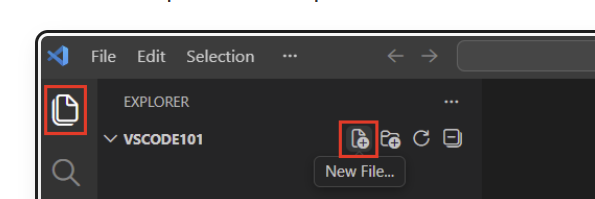 File Edit Selection ...
EXPLORER ...
VSCODE101
New File...